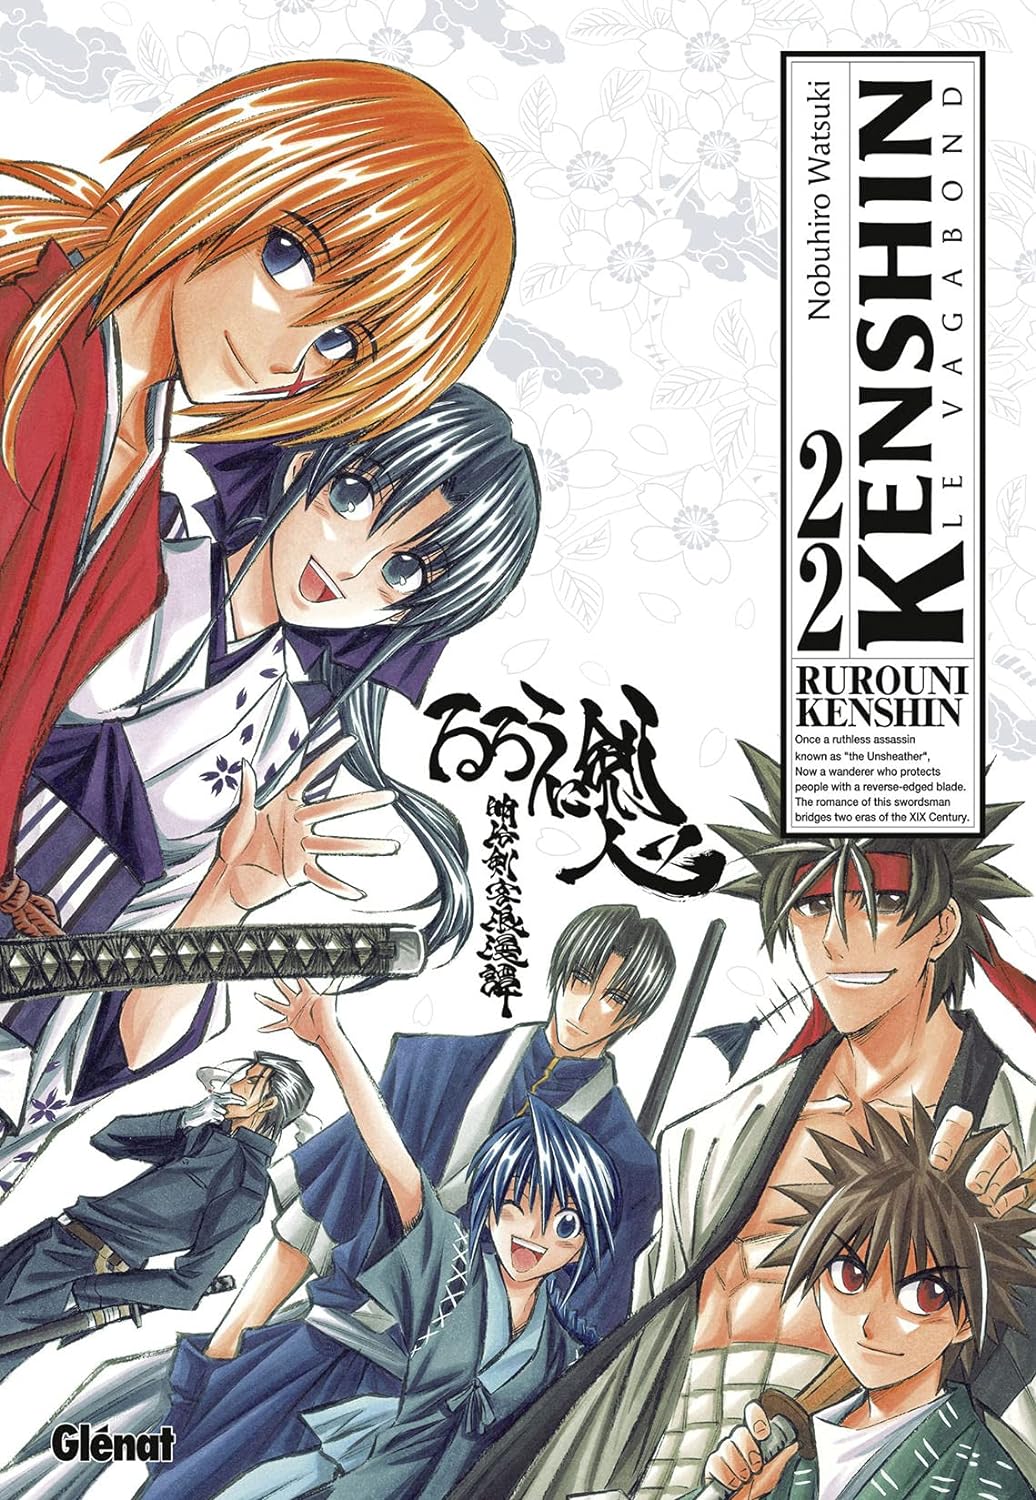 Nobuhiro Watsuki
22
KENSHIN
LE VAGABOND
RUROUNI
KENSHIN
Once a ruthless assassin
known as "the Unsheather",
Now a wanderer who protects
people with a reverse-edged blade.
The romance of this swordsman
bridges two eras of the XIX Century.
るろうに剣心
明治剣客浪漫譚
Glénat